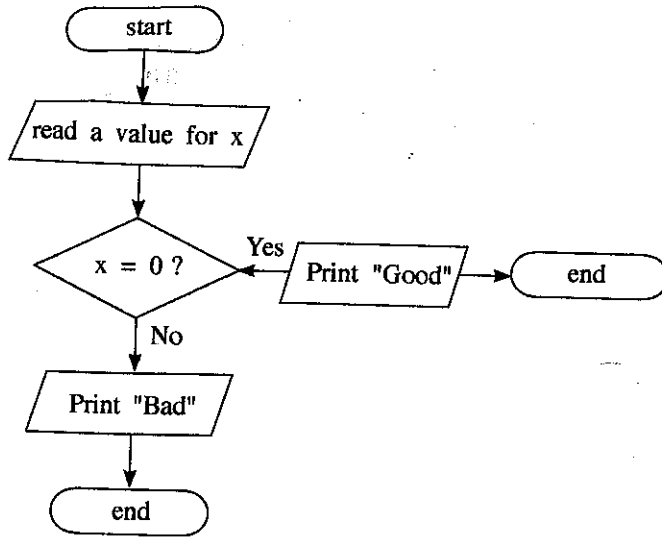 start
read a value for x
x = 0 ?
Yes
Print "Good"
end
No
Print "Bad"
end